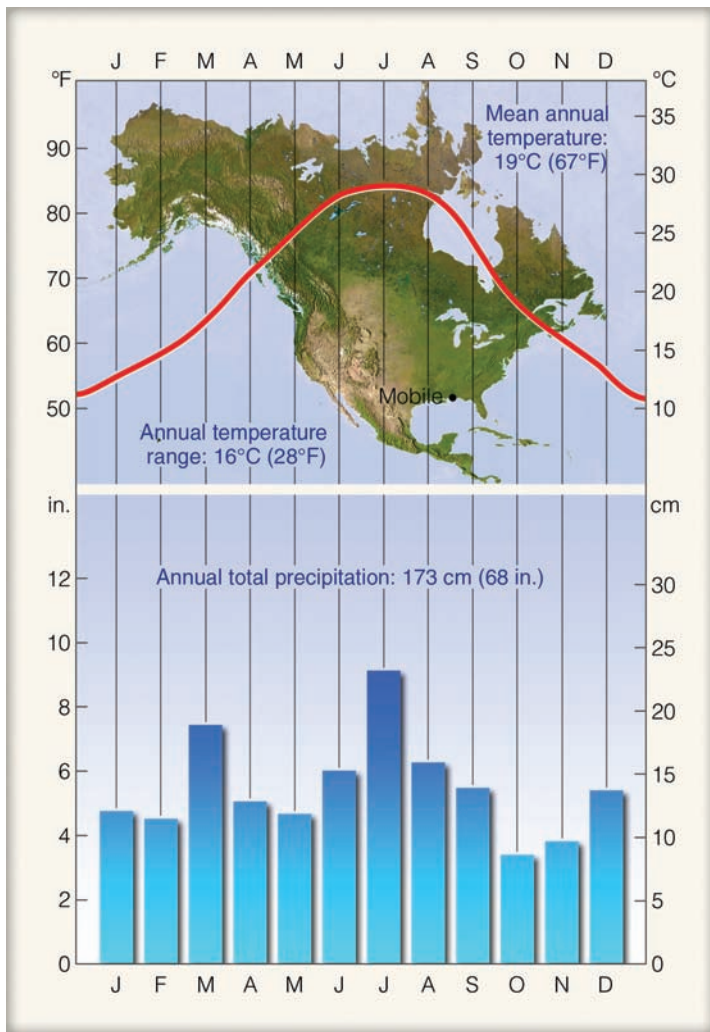 J F M A M J J A S O N D
°F
°C
90
80
70
60
50
35
30
25
20
15
10
Mean annual
temperature:
19°C (67°F)
Mobile
Annual temperature
range: 16°C (28°F)
in.
cm
Annual total precipitation: 173 cm (68 in.)
12
10
8
6
4
2
0
30
25
20
15
10
5
0
J F M A M J J A S O N D